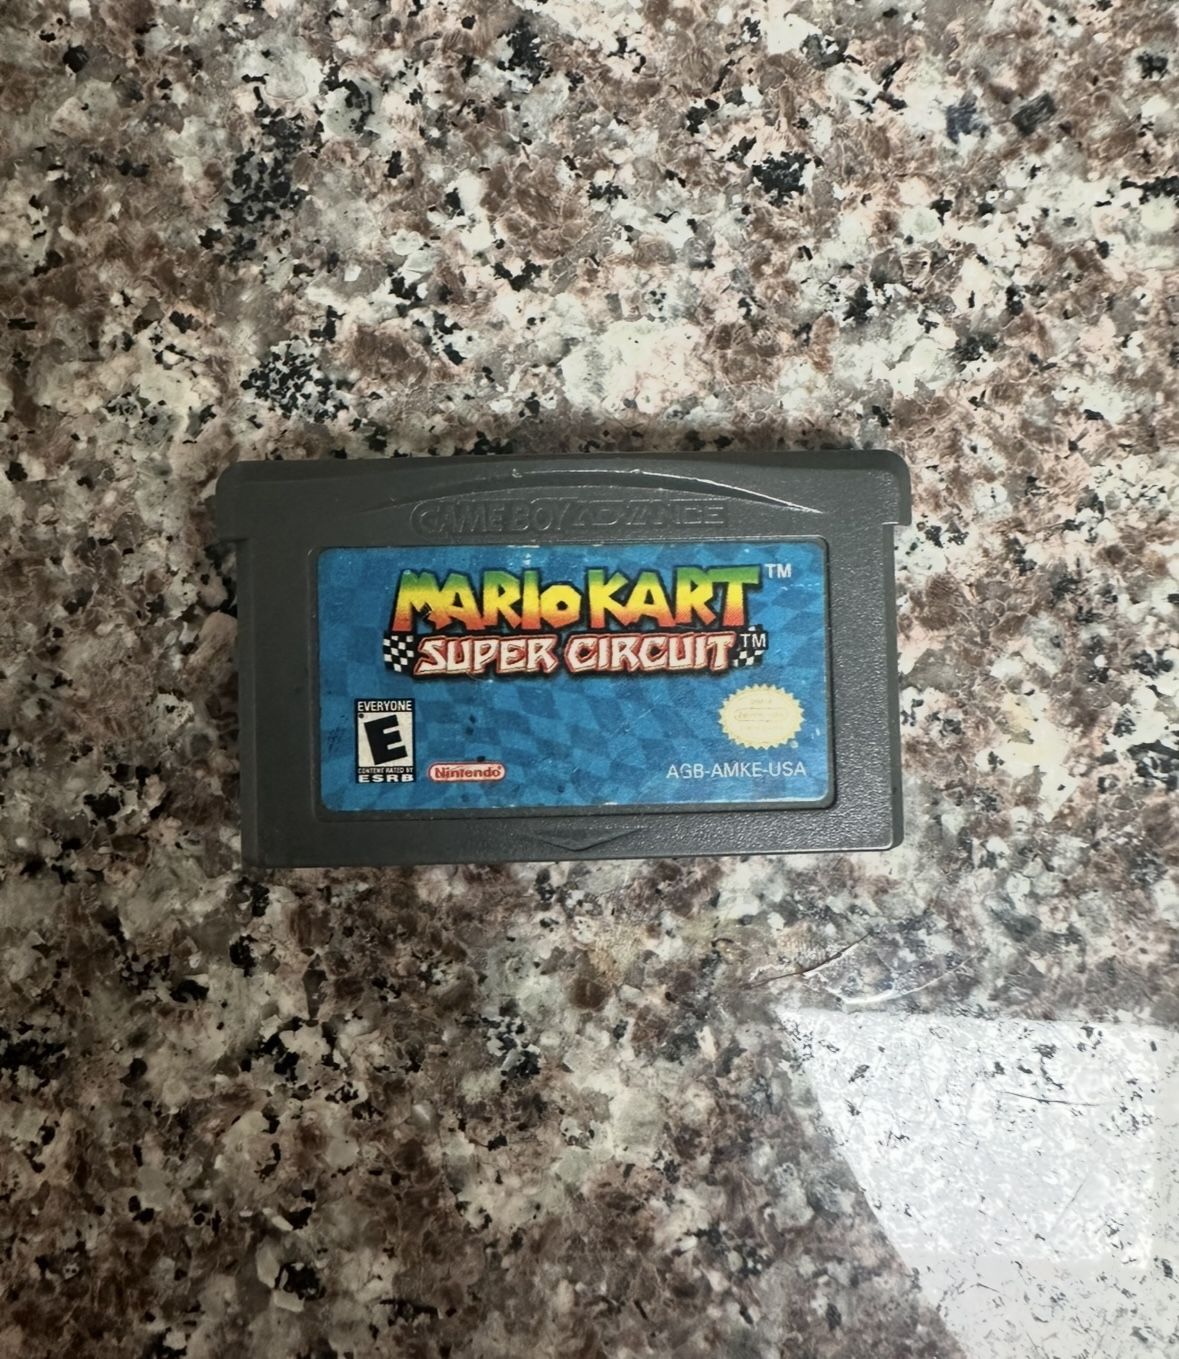 GAME BOY ADVANCE
MARIO KART™
SUPER CIRCUIT™
EVERYONE
E
CONTENT RATED BY
ESRB
Nintendo®
AGB-AMKE-USA